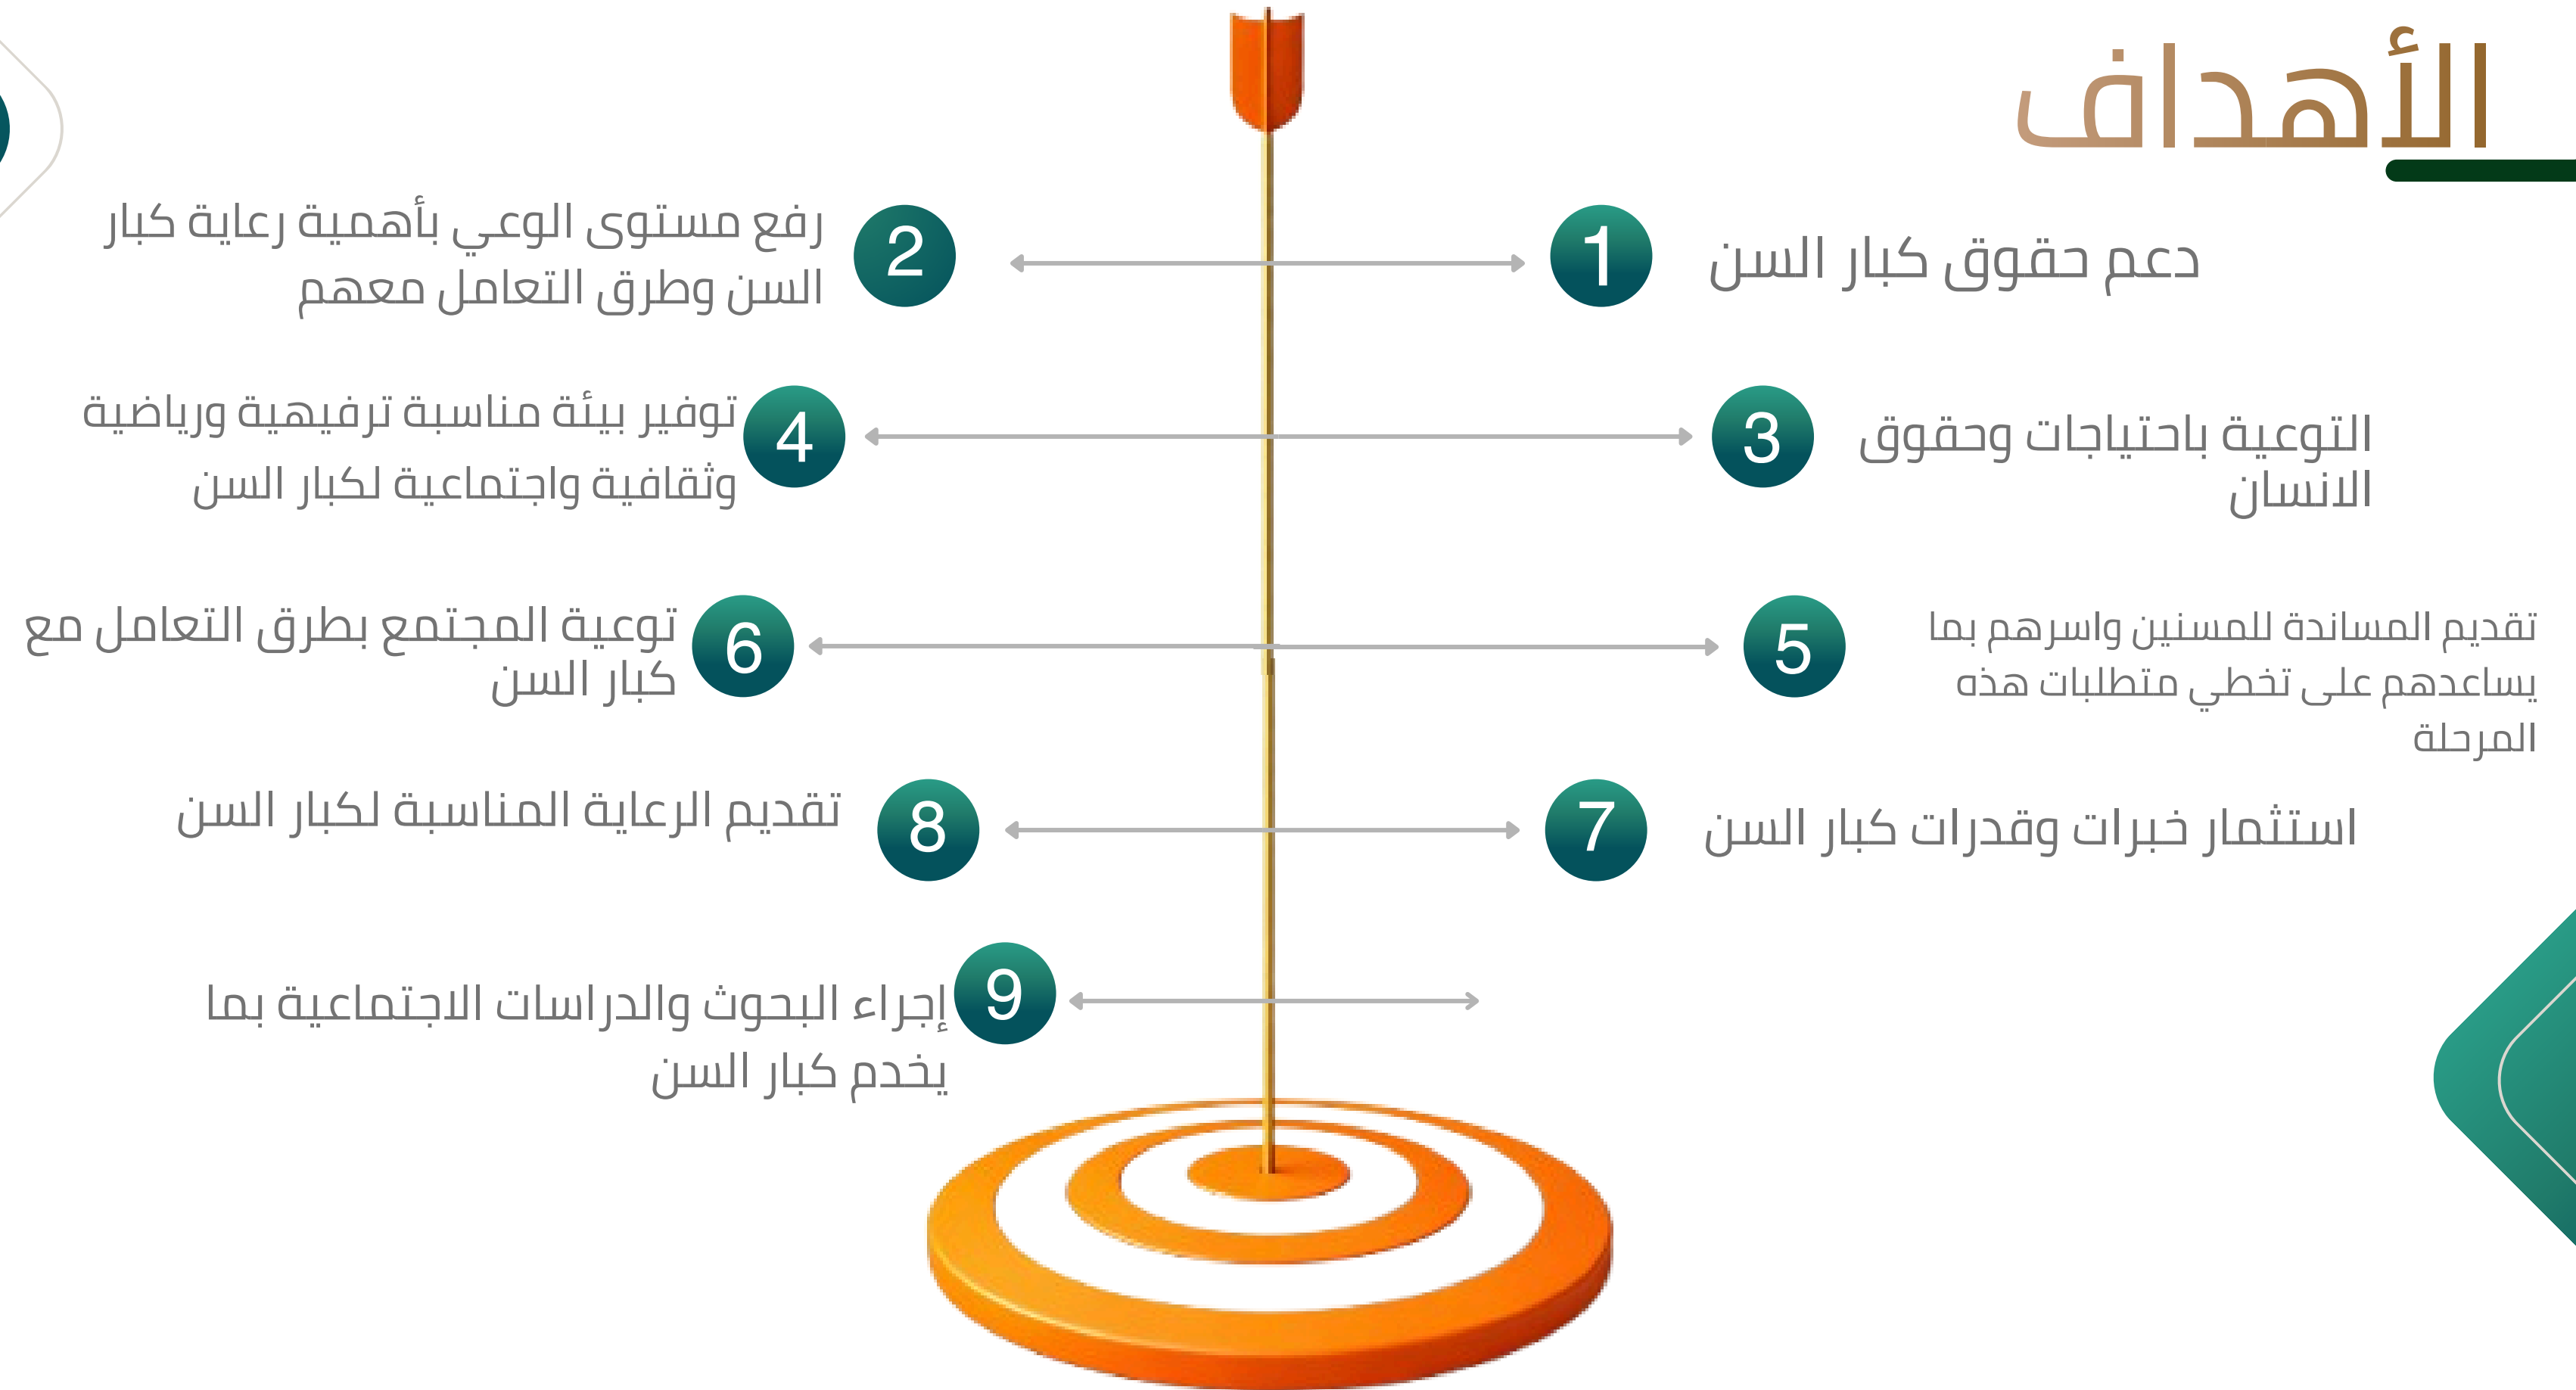 الأهداف
1
دعم حقوق كبار السن
2
رفع مستوى الوعي بأهمية رعاية كبار
السن وطرق التعامل معهم
3
التوعية باحتياجات وحقوق
الانسان
4
توفير بيئة مناسبة ترفيهية ورياضية
وثقافية واجتماعية لكبار السن
5
تقديم المساندة للمسنين واسرهم بما
يساعدهم على تخطي متطلبات هذه
المرحلة
6
توعية المجتمع بطرق التعامل مع
كبار السن
7
استثمار خبرات وقدرات كبار السن
8
تقديم الرعاية المناسبة لكبار السن
9
إجراء البحوث والدراسات الاجتماعية بما
يخدم كبار السن